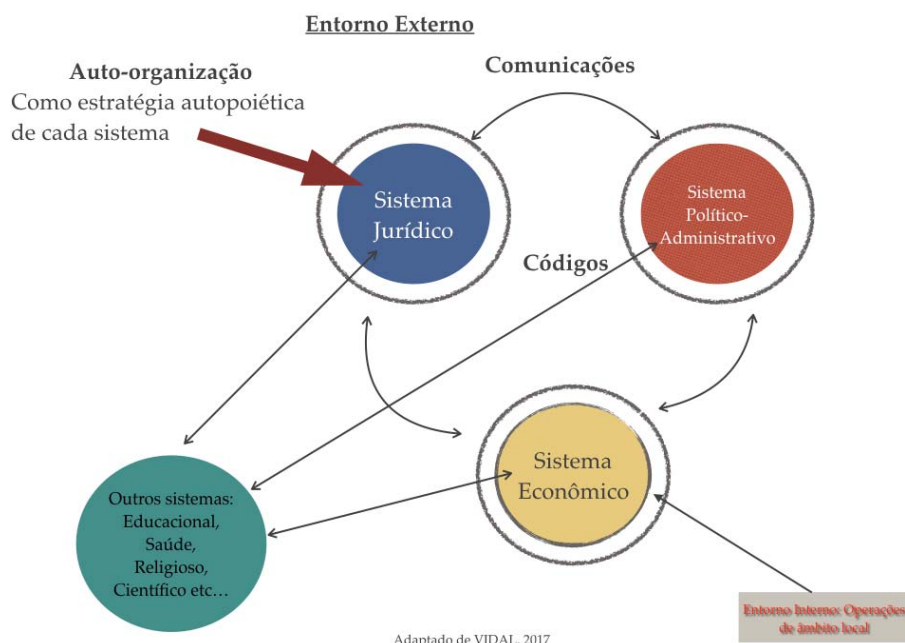 Entorno Externo
Auto-organização
Como estratégia autopoiética
de cada sistema
Comunicações
Sistema
Jurídico
Sistema
Político-
Administrativo
Códigos
Sistema
Econômico
Outros sistemas:
Educacional,
Saúde,
Religioso,
Científico etc…
Entorno Interno: Operações
de âmbito local
Adaptado de VIDAL, 2017